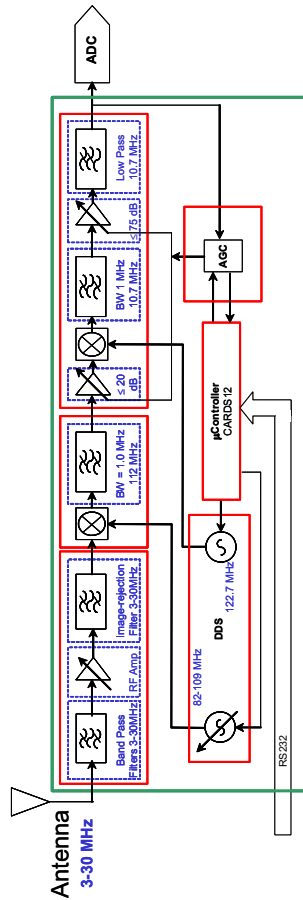 Antenna
3-30 MHz
Band Pass
Filters 3-30MHz
RF Amp.
Image-rejection
Filter 3-30MHz
BW = 1.0 MHz
112 MHz
≤ 20
dB
BW 1 MHz
10.7 MHz
≤ 75 dB
Low Pass
10.7 MHz
ADC
AGC
µController
CARDS12
82-109 MHz
DDS
122.7 MHz
RS232